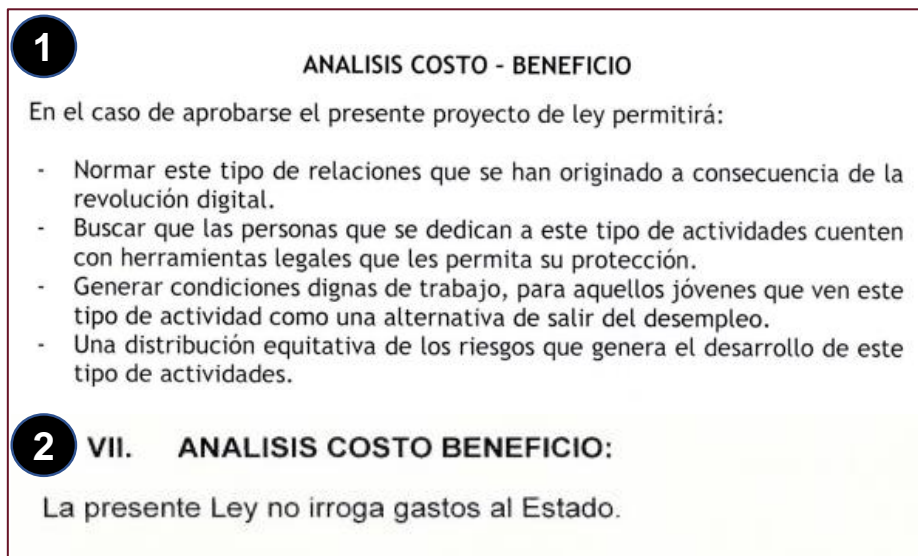 1
ANALISIS COSTO - BENEFICIO
En el caso de aprobarse el presente proyecto de ley permitirá:
- Normar este tipo de relaciones que se han originado a consecuencia de la
revolución digital.
- Buscar que las personas que se dedican a este tipo de actividades cuenten
con herramientas legales que les permita su protección.
- Generar condiciones dignas de trabajo, para aquellos jóvenes que ven este
tipo de actividad como una alternativa de salir del desempleo.
- Una distribución equitativa de los riesgos que genera el desarrollo de este
tipo de actividades.
2 VII. ANALISIS COSTO BENEFICIO:
La presente Ley no irroga gastos al Estado.